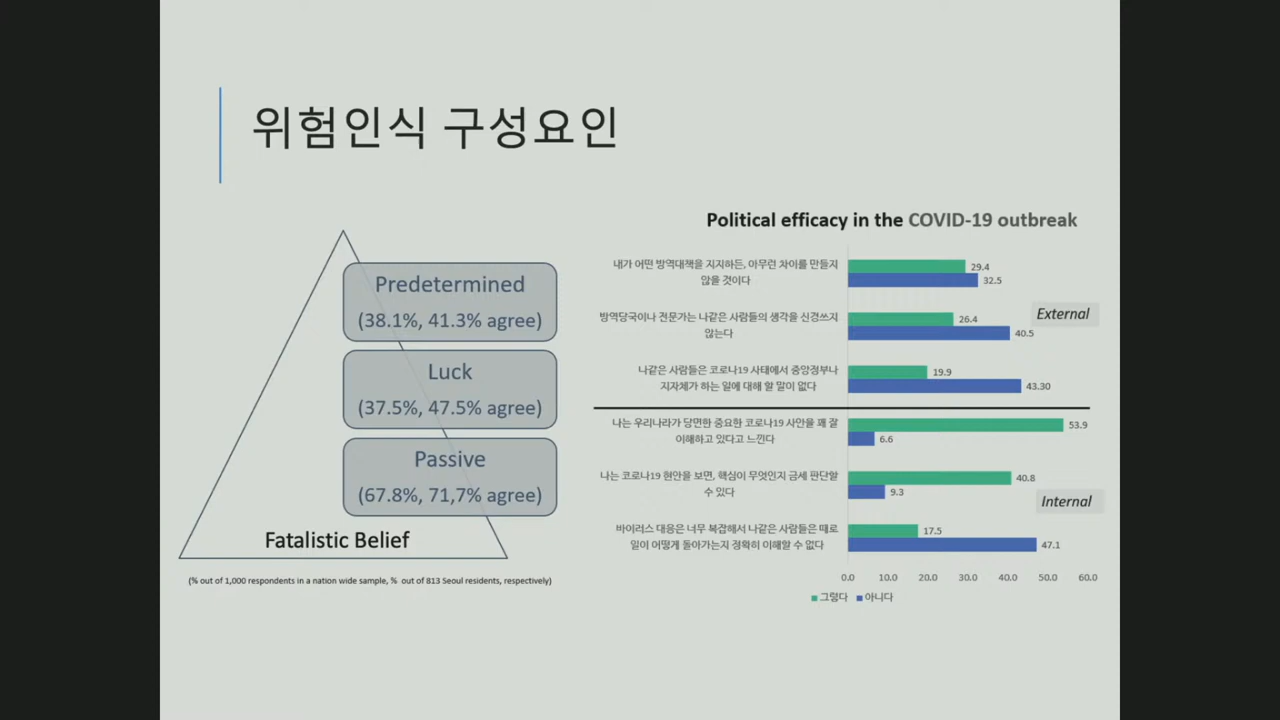 위험인식 구성요인
Predetermined
(38.1%, 41.3% agree)
Luck
(37.5%, 47.5% agree)
Passive
(67.8%, 71,7% agree)
Fatalistic Belief
(% out of 1,000 respondents in a nation wide sample, % out of 813 Seoul residents, respectively)
Political efficacy in the COVID-19 outbreak
내가 어떤 방역대책을 지지하든, 아무런 차이를 만들지
않을 것이다
29.4
32.5
External
방역당국이나 전문가는 나같은 사람들의 생각을 신경쓰지
않는다
26.4
40.5
나같은 사람들은 코로나19 사태에서 중앙정부나
지자체가 하는 일에 대해 할 말이 없다
19.9
43.30
나는 우리나라가 당면한 중요한 코로나19 사안을 꽤 잘
이해하고 있다고 느낀다
53.9
6.6
나는 코로나19 현안을 보면, 핵심이 무엇인지 금세 판단할
수 있다
40.8
9.3
Internal
바이러스 대응은 너무 복잡해서 나같은 사람들은 때로
일이 어떻게 돌아가는지 정확히 이해할 수 없다
17.5
47.1
0.0 10.0 20.0 30.0 40.0 50.0 60.0
그렇다 아니다